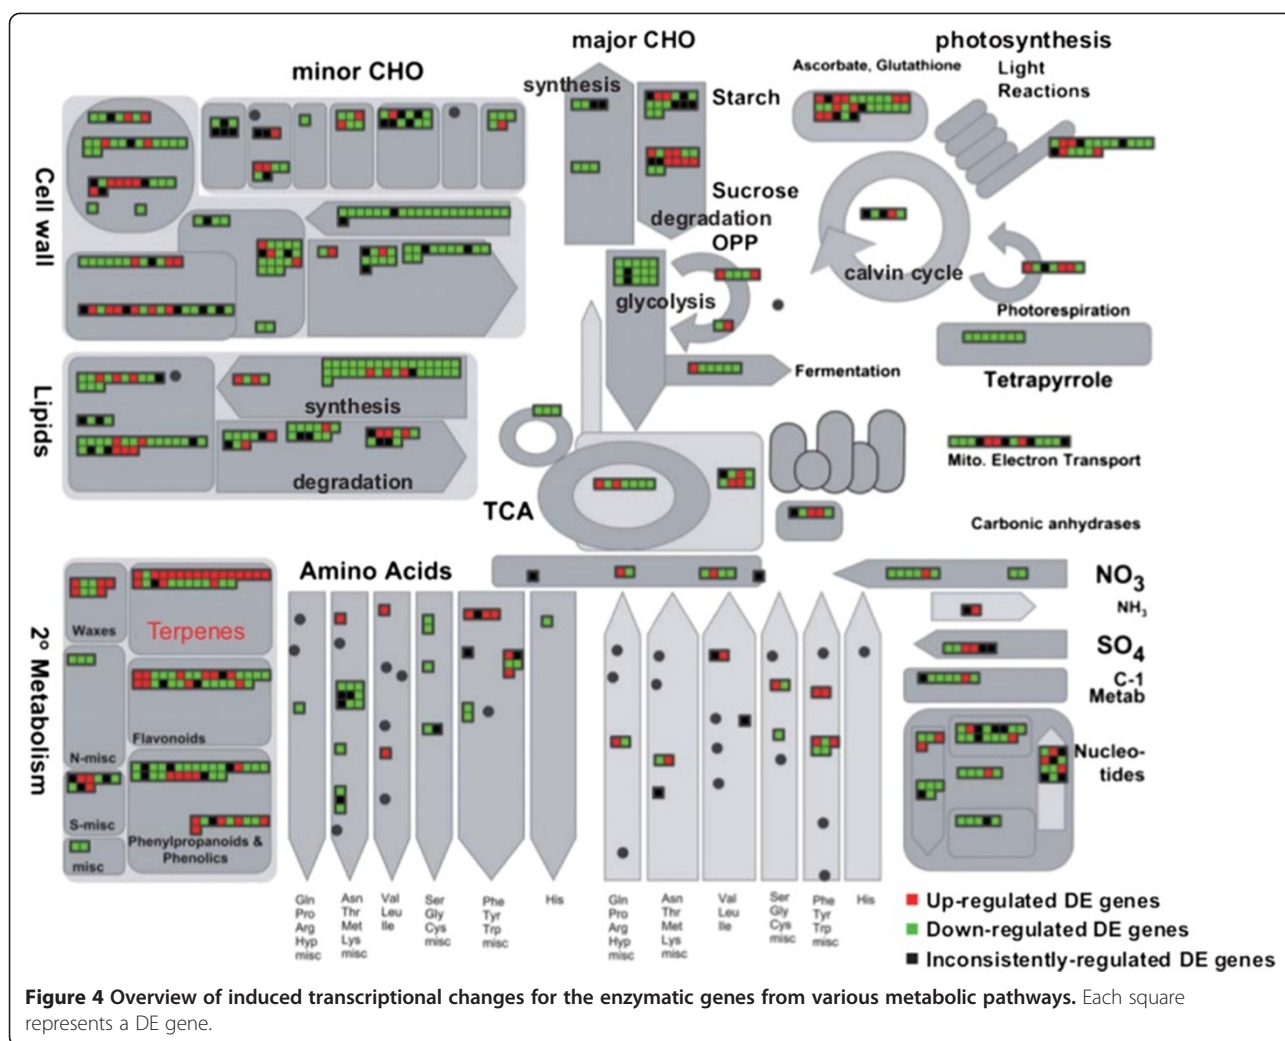 major CHO
photosynthesis
minor CHO
synthesis
Starch
Ascorbate, Glutathione
Light
Reactions
Cell wall
Sucrose
degradation
OPP
glycolysis
calvin cycle
Photorespiration
Tetrapyrrole
Fermentation
Lipids
synthesis
degradation
TCA
Mito. Electron Transport
Carbonic anhydrases
Amino Acids
NO3
NH3
SO4
C-1
Metab
Nucleo-
tides
2° Metabolism
Waxes
Terpenes
N-misc
Flavonoids
S-misc
Phenylpropanoids &
Phenolics
misc
Gln
Pro
Arg
Hyp
misc
Asn
Thr
Met
Lys
misc
Val
Leu
Ile
Ser
Gly
Cys
misc
Phe
Tyr
Trp
misc
His
Gln
Pro
Arg
Hyp
misc
Asn
Thr
Met
Lys
misc
Val
Leu
Ile
Ser
Gly
Cys
misc
Phe
Tyr
Trp
misc
His
Up-regulated DE genes
Down-regulated DE genes
Inconsistently-regulated DE genes
Figure 4 Overview of induced transcriptional changes for the enzymatic genes from various metabolic pathways. Each square
represents a DE gene.